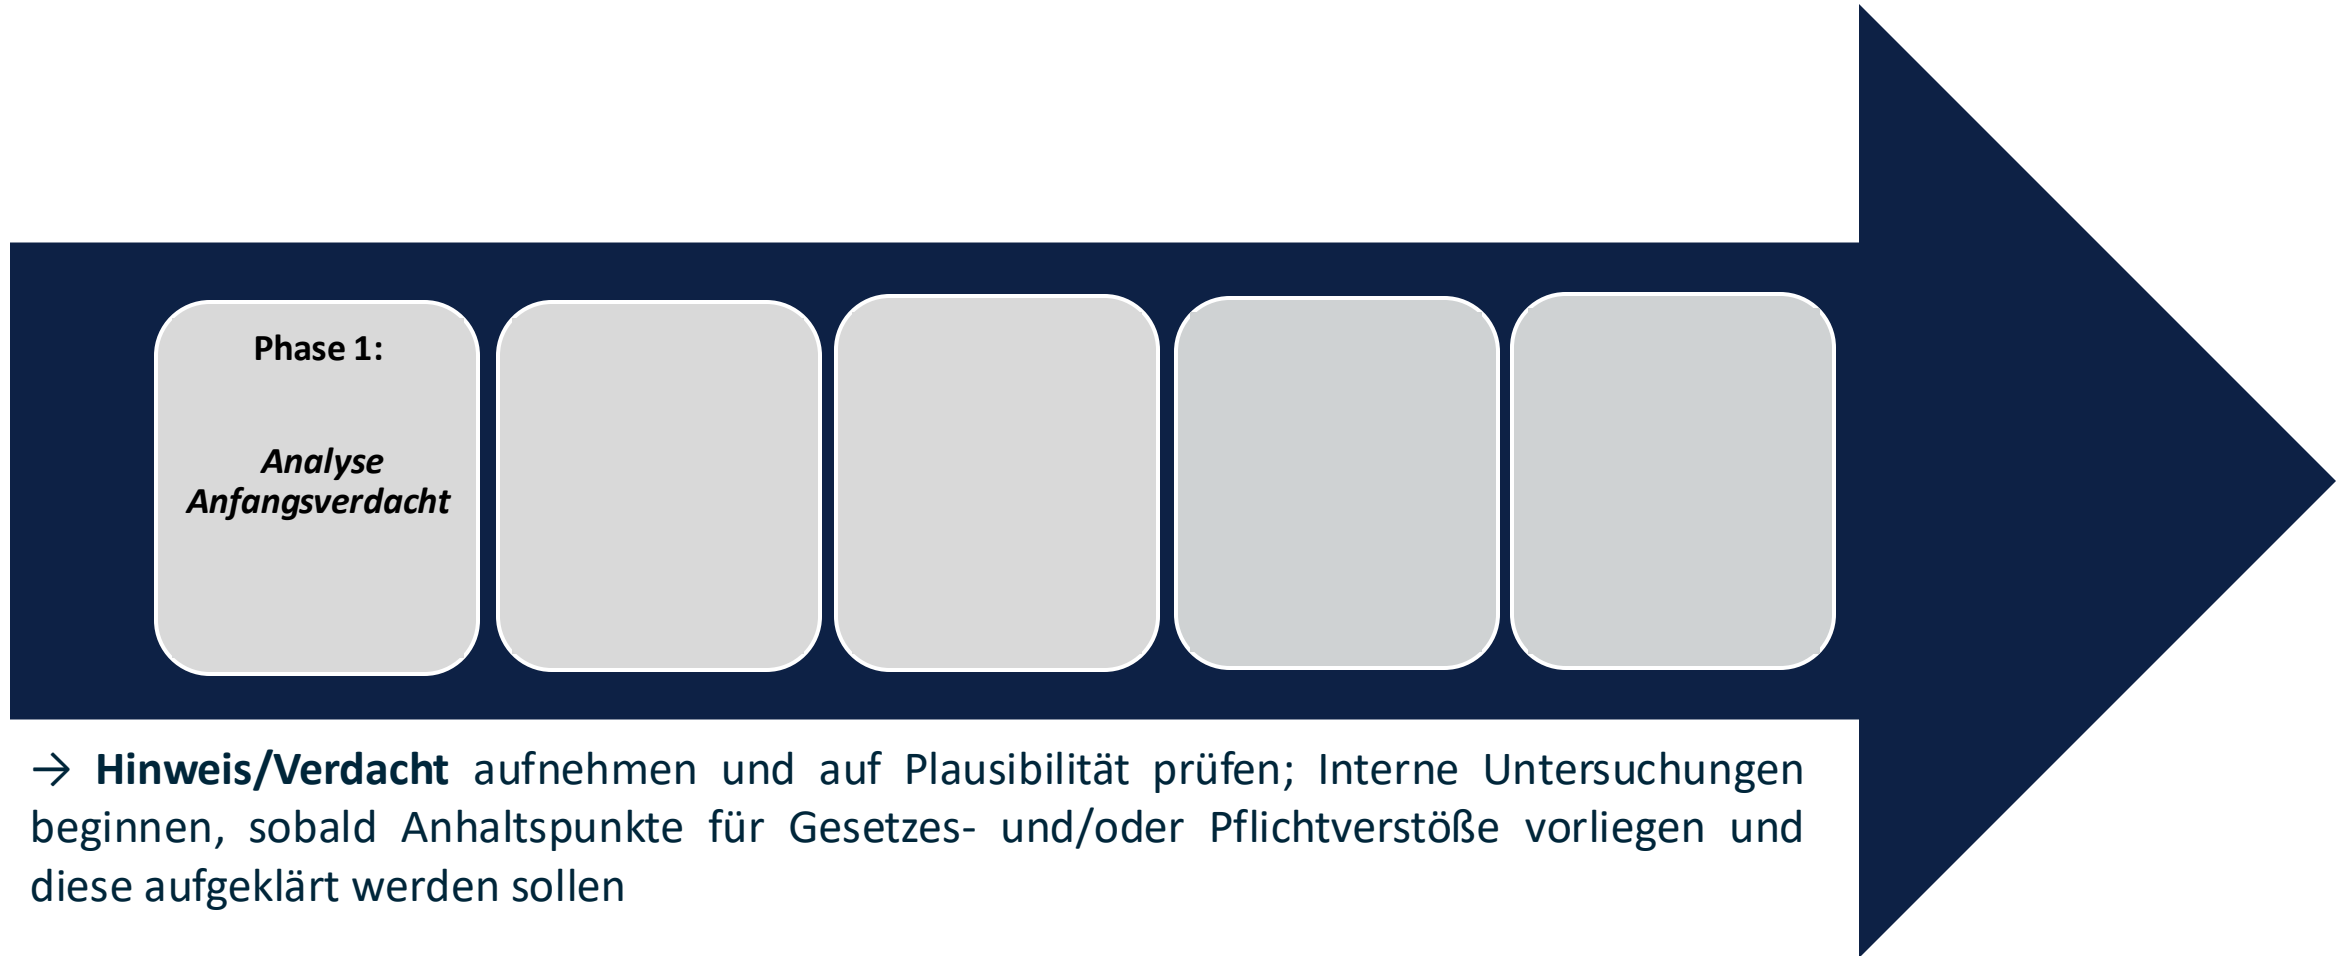 Phase 1:
Analyse
Anfangsverdacht
→ Hinweis/Verdacht aufnehmen und auf Plausibilität prüfen; Interne Untersuchungen
beginnen, sobald Anhaltspunkte für Gesetzes- und/oder Pflichtverstöße vorliegen und
diese aufgeklärt werden sollen